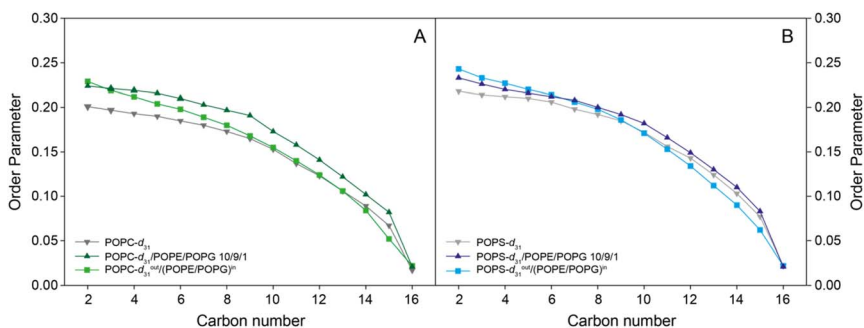 A
B
0.30
0.25
0.20
0.15
0.10
0.05
0.00
Order Parameter
POPC-d₃₁
POPC-d₃₁/POPE/POPG 10/9/1
POPC-d₃₁ᵒᵘᵗ/(POPE/POPG)ⁱⁿ
2 4 6 8 10 12 14 16
Carbon number
POPS-d₃₁
POPS-d₃₁/POPE/POPG 10/9/1
POPS-d₃₁ᵒᵘᵗ/(POPE/POPG)ⁱⁿ
2 4 6 8 10 12 14 16
Carbon number
0.30
0.25
0.20
0.15
0.10
0.05
0.00
Order Parameter